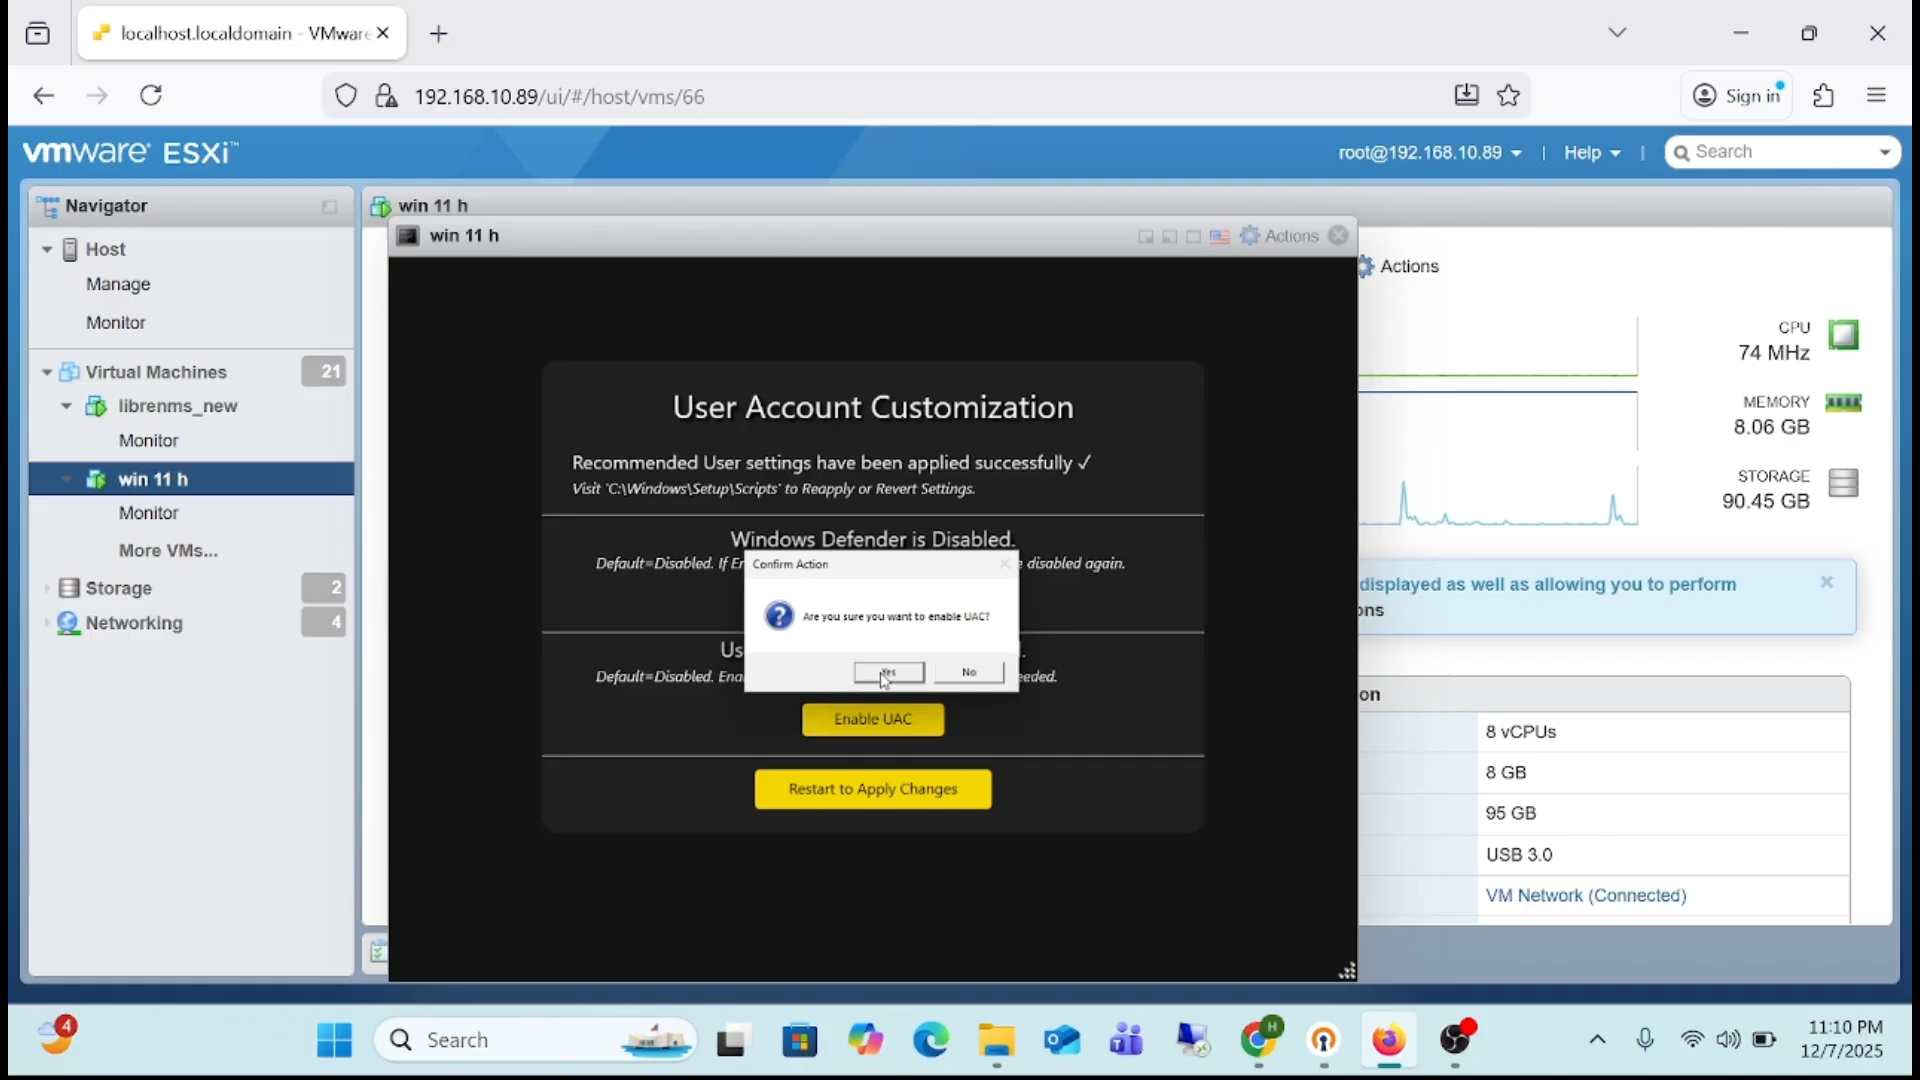 localhost.localdomain - VMware
192.168.10.89/ui/#/host/vms/66
Sign in
vmware ESXi™
root@192.168.10.89
|
Help
|
Search
Navigator
Host
Manage
Monitor
Virtual Machines
21
librenms_new
Monitor
win 11 h
Monitor
More VMs...
Storage
2
Networking
4
win 11 h
win 11 h
Actions
Actions
User Account Customization
Recommended User settings have been applied successfully ✓
Visit 'C:\Windows\Setup\Scripts' to Reapply or Revert Settings.
Windows Defender is Disabled.
Default=Disabled. If En
disabled again.
Confirm Action
Are you sure you want to enable UAC?
Yes
No
Us
Default=Disabled. Ena
eeded.
Enable UAC
Restart to Apply Changes
CPU
74 MHz
MEMORY
8.06 GB
STORAGE
90.45 GB
displayed as well as allowing you to perform
ons
on
8 vCPUs
8 GB
95 GB
USB 3.0
VM Network (Connected)
4
Search
H
11:10 PM
12/7/2025